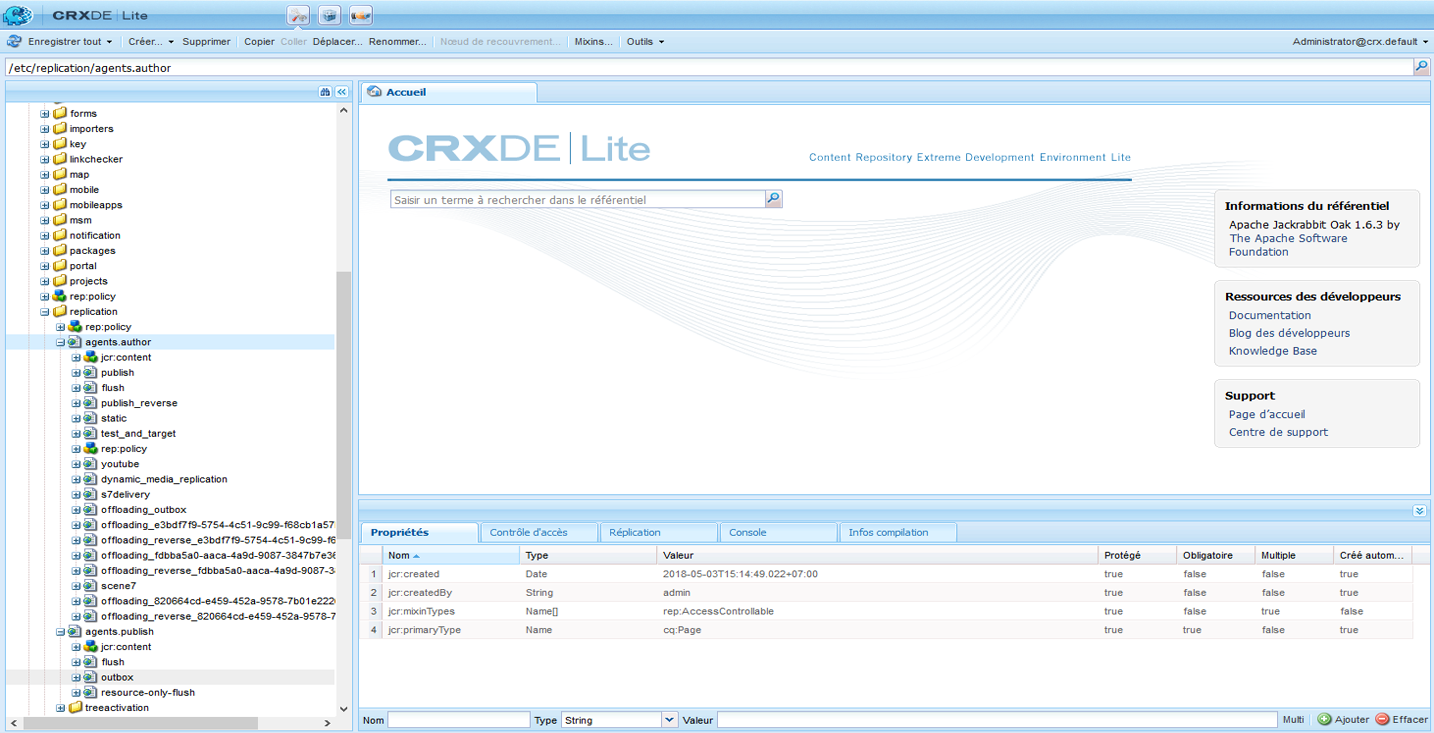 CRXDE | Lite
Enregistrer tout Créer... Supprimer Copier Coller Déplacer... Renommer... Nœud de recouvrement... Mixins... Outils Administrator@crx.default
/etc/replication/agents.author
forms
importers
key
linkchecker
map
mobile
mobileapps
msm
notification
packages
portal
projects
rep:policy
replication
rep:policy
agents.author
jcr:content
publish
flush
publish_reverse
static
test_and_target
rep:policy
youtube
dynamic_media_replication
s7delivery
offloading_outbox
offloading_e3bdf7f9-5754-4c51-9c99-f68cb1a57
offloading_reverse_e3bdf7f9-5754-4c51-9c99-f6
offloading_fdbba5a0-aaca-4a9d-9087-3847b7e36
offloading_reverse_fdbba5a0-aaca-4a9d-9087-3
scene7
offloading_820664cd-e459-452a-9578-7b01e2220
offloading_reverse_820664cd-e459-452a-9578-7
agents.publish
jcr:content
flush
outbox
resource-only-flush
treeactivation
Accueil
CRXDE | Lite
Content Repository Extreme Development Environment Lite
Saisir un terme à rechercher dans le référentiel
Informations du référentiel
Apache Jackrabbit Oak 1.6.3 by
The Apache Software
Foundation
Ressources des développeurs
Documentation
Blog des développeurs
Knowledge Base
Support
Page d'accueil
Centre de support
Propriétés Contrôle d'accès Réplication Console Infos compilation
Nom Type Valeur Protégé Obligatoire Multiple Créé autom...
1 jcr:created Date 2018-05-03T15:14:49.022+07:00 true false false true
2 jcr:createdBy String admin true false false true
3 jcr:mixinTypes Name[] rep:AccessControllable true false true false
4 jcr:primaryType Name cq:Page true true false true
Nom Type String Valeur Multi Ajouter Effacer